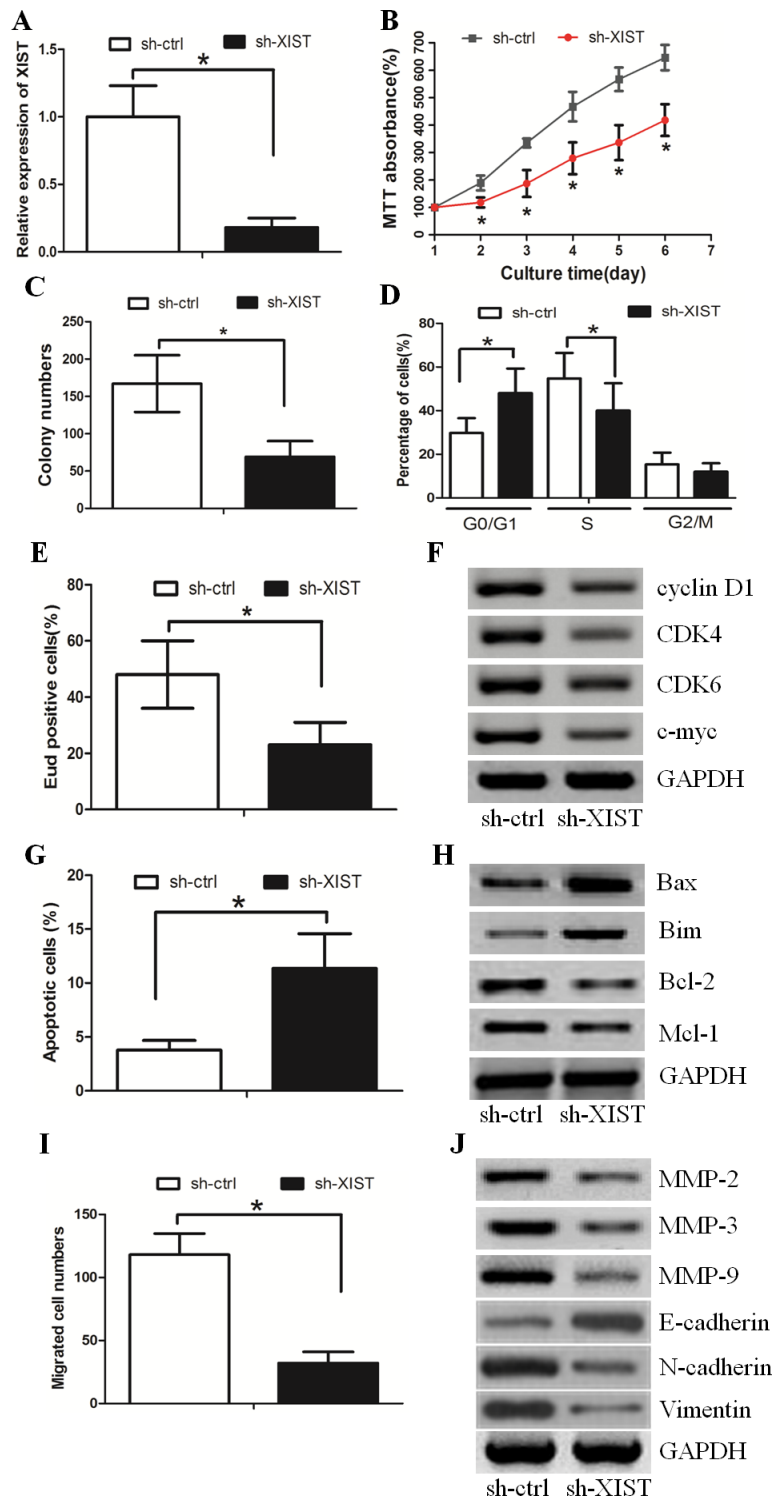 A
sh-ctrl
sh-XIST
Relative expression of XIST
1.5
1.0
0.5
0.0
*
B
sh-ctrl
sh-XIST
MTT absorbance(%)
700
600
500
400
300
200
100
0
* * * * *
1 2 3 4 5 6 7
Culture time(day)
C
sh-ctrl
sh-XIST
Colony numbers
250
200
150
100
50
0
*
D
sh-ctrl
sh-XIST
Percentage of cells(%)
80
60
40
20
0
* *
G0/G1 S G2/M
E
sh-ctrl
sh-XIST
Eud positive cells(%)
80
60
40
20
0
*
F
cyclin D1
CDK4
CDK6
c-myc
GAPDH
sh-ctrl sh-XIST
G
sh-ctrl
sh-XIST
Apoptotic cells (%)
20
15
10
5
0
*
H
Bax
Bim
Bcl-2
Mcl-1
GAPDH
sh-ctrl sh-XIST
I
sh-ctrl
sh-XIST
Migrated cell numbers
150
100
50
0
*
J
MMP-2
MMP-3
MMP-9
E-cadherin
N-cadherin
Vimentin
GAPDH
sh-ctrl sh-XIST